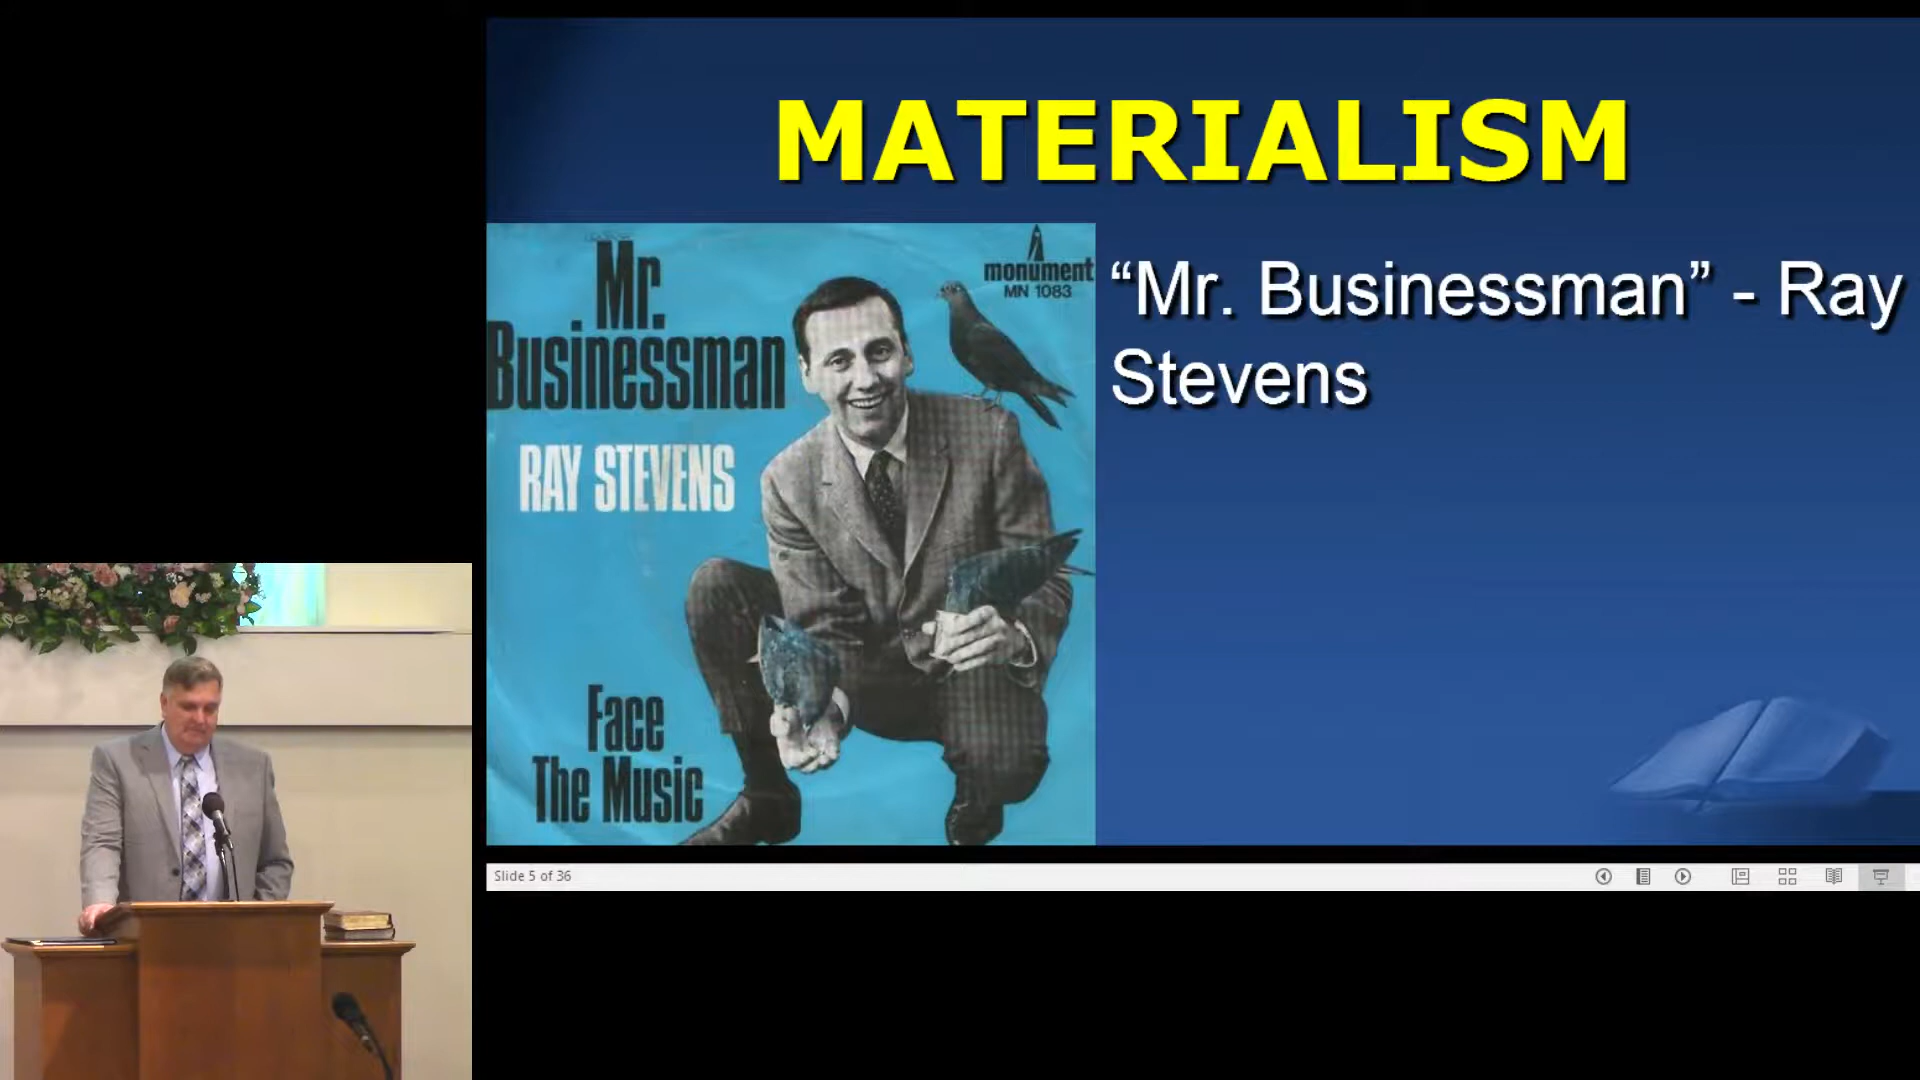 MATERIALISM
Mr.
Businessman
RAY STEVENS
Face
The Music
monument
MN 1083
“Mr. Businessman” - Ray
Stevens
Slide 5 of 36